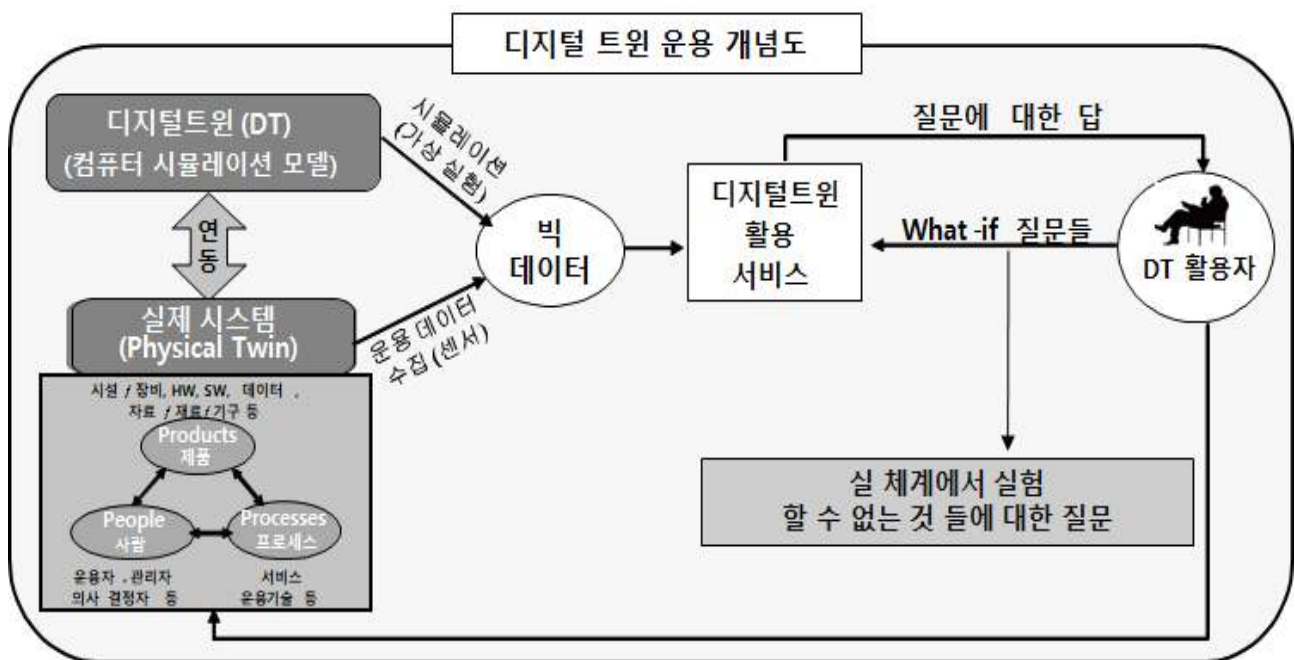 디지털 트윈 운용 개념도
디지털트윈 (DT)
(컴퓨터 시뮬레이션 모델)
시뮬레이션
(가상 실험)
연
동
실제 시스템
(Physical Twin)
운용 데이터
수집 (센서)
빅
데이터
디지털트윈
활용
서비스
질문에 대한 답
What -if 질문들
DT 활용자
시설 / 장비, HW, SW, 데이터 ,
자료 / 재료 / 기구 등
Products
제품
People
사람
Processes
프로세스
운용자 , 관리자
의사 결정자 등
서비스
운용기술 등
실 체계에서 실험
할 수 없는 것 들에 대한 질문